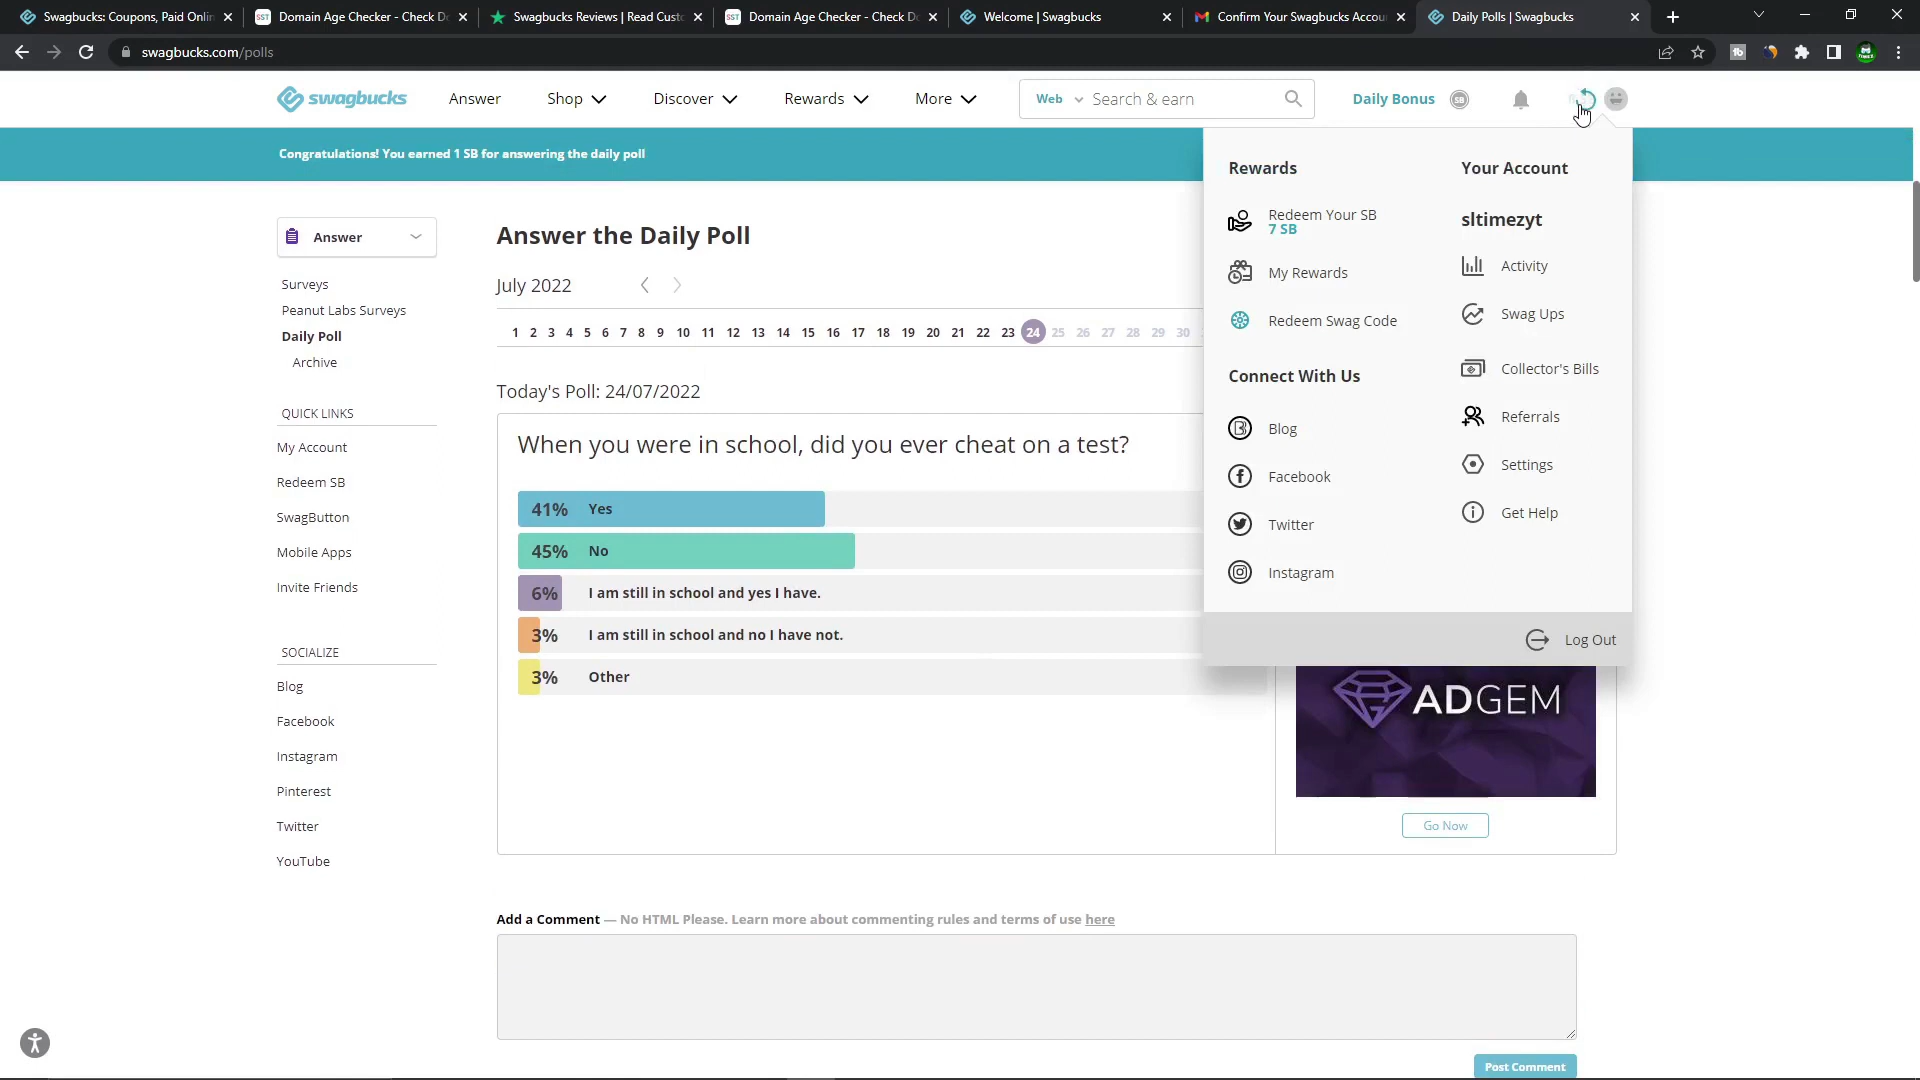 Swagbucks: Coupons, Paid Onlin
Domain Age Checker - Check Do
Swagbucks Reviews | Read Custo
Domain Age Checker - Check Do
Welcome | Swagbucks
Confirm Your Swagbucks Accou
Daily Polls | Swagbucks
swagbucks.com/polls
swagbucks
Answer
Shop
Discover
Rewards
More
Web
Search & earn
Daily Bonus
SB
Congratulations! You earned 1 SB for answering the daily poll
Answer
Surveys
Peanut Labs Surveys
Daily Poll
Archive
QUICK LINKS
My Account
Redeem SB
SwagButton
Mobile Apps
Invite Friends
SOCIALIZE
Blog
Facebook
Instagram
Pinterest
Twitter
YouTube
Answer the Daily Poll
July 2022
1 2 3 4 5 6 7 8 9 10 11 12 13 14 15 16 17 18 19 20 21 22 23 24 25 26 27 28 29 30
Today's Poll: 24/07/2022
When you were in school, did you ever cheat on a test?
41% Yes
45% No
6% I am still in school and yes I have.
3% I am still in school and no I have not.
3% Other
Rewards
Redeem Your SB
7 SB
My Rewards
Redeem Swag Code
Connect With Us
Blog
Facebook
Twitter
Instagram
Your Account
sltimezyt
Activity
Swag Ups
Collector's Bills
Referrals
Settings
Get Help
Log Out
ADGEM
Go Now
Add a Comment — No HTML Please. Learn more about commenting rules and terms of use here
Post Comment